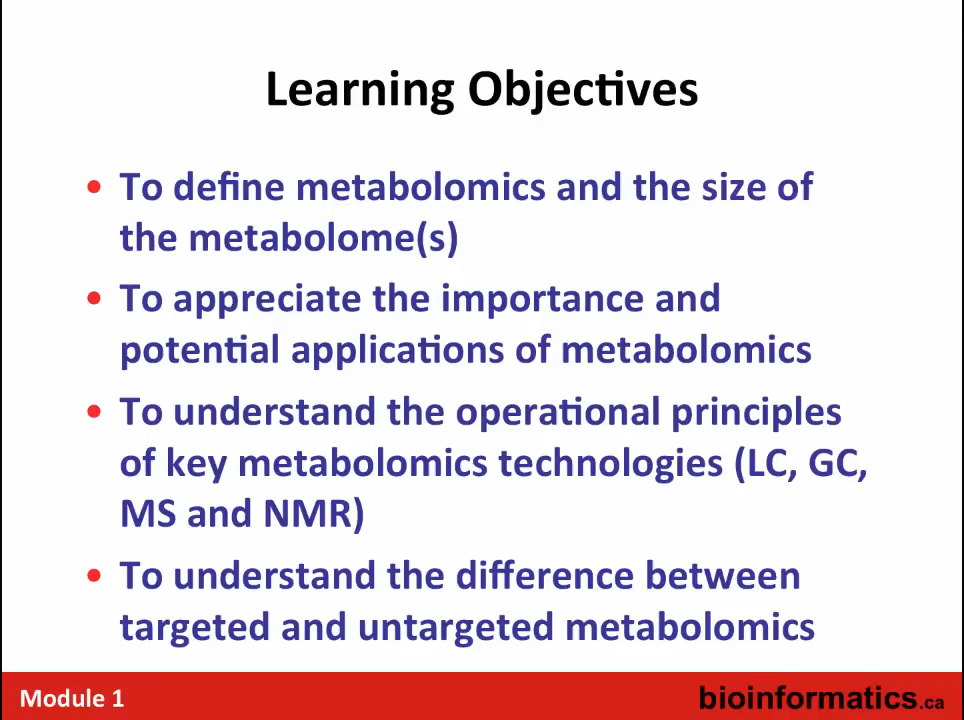 Learning Objectives
• To define metabolomics and the size of
the metabolome(s)
• To appreciate the importance and
potential applications of metabolomics
• To understand the operational principles
of key metabolomics technologies (LC, GC,
MS and NMR)
• To understand the difference between
targeted and untargeted metabolomics
Module 1
bioinformatics.ca